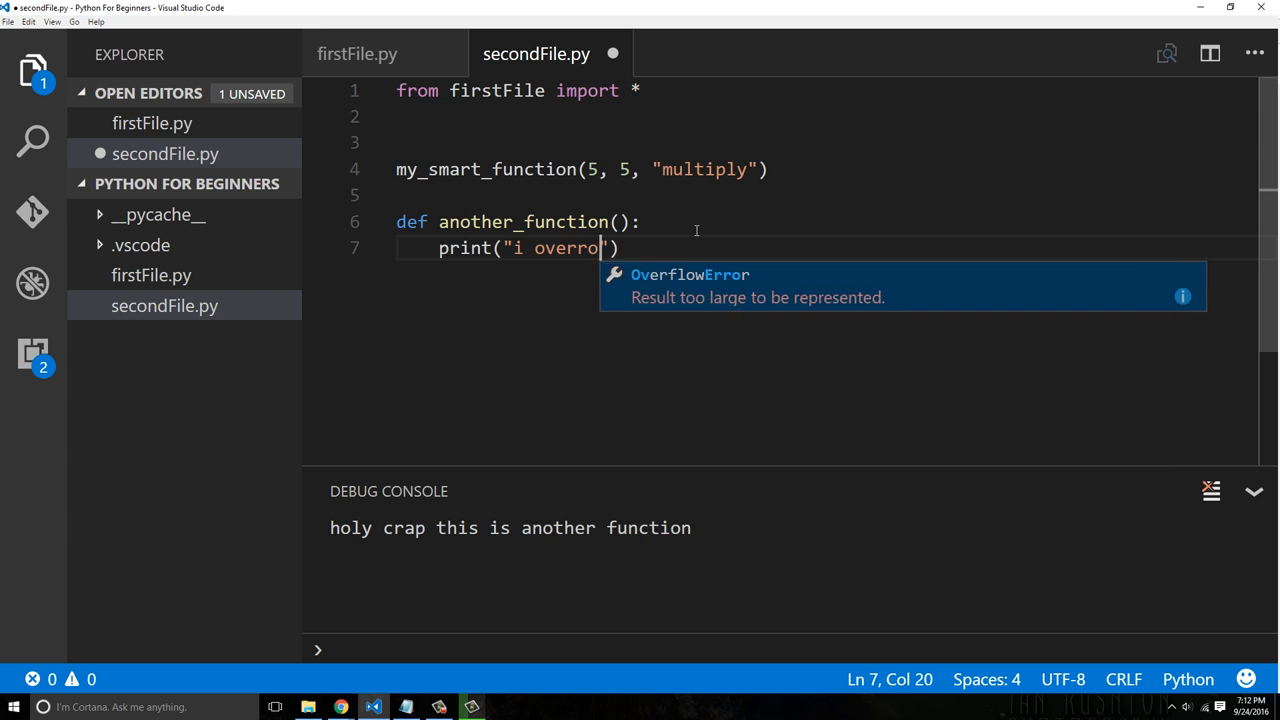 ● secondFile.py - Python For Beginners - Visual Studio Code
File Edit View Go Help
EXPLORER
OPEN EDITORS 1 UNSAVED
firstFile.py
secondFile.py
PYTHON FOR BEGINNERS
__pycache__
.vscode
firstFile.py
secondFile.py
1
2
firstFile.py secondFile.py
1 from firstFile import *
2
3
4 my_smart_function(5, 5, "multiply")
5
6 def another_function():
7 print("i overro")
OverflowError
Result too large to be represented.
DEBUG CONSOLE
holy crap this is another function
0 0 Ln 7, Col 20 Spaces: 4 UTF-8 CRLF Python
I'm Cortana. Ask me anything.
7:12 PM
9/24/2016